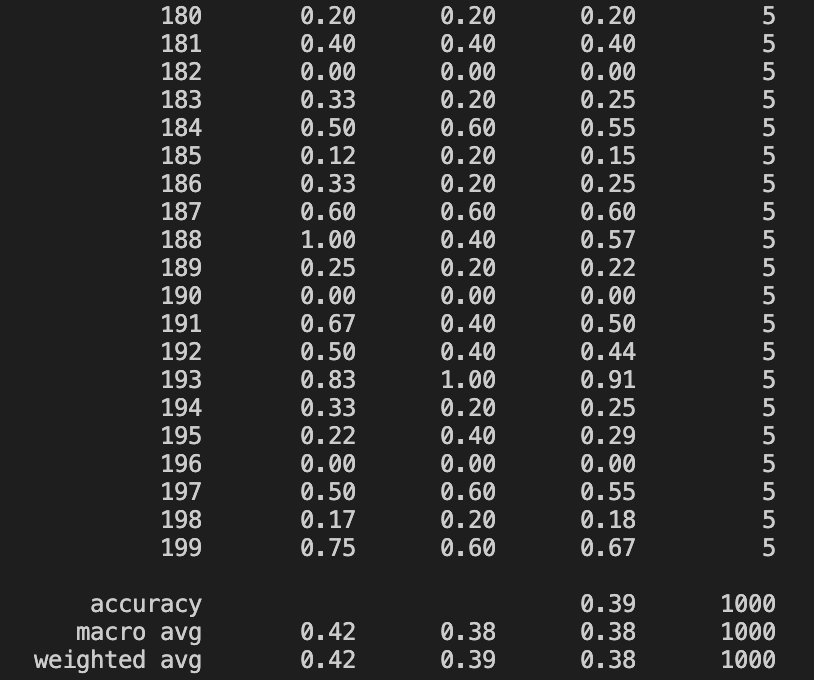 180 0.20 0.20 0.20 5
181 0.40 0.40 0.40 5
182 0.00 0.00 0.00 5
183 0.33 0.20 0.25 5
184 0.50 0.60 0.55 5
185 0.12 0.20 0.15 5
186 0.33 0.20 0.25 5
187 0.60 0.60 0.60 5
188 1.00 0.40 0.57 5
189 0.25 0.20 0.22 5
190 0.00 0.00 0.00 5
191 0.67 0.40 0.50 5
192 0.50 0.40 0.44 5
193 0.83 1.00 0.91 5
194 0.33 0.20 0.25 5
195 0.22 0.40 0.29 5
196 0.00 0.00 0.00 5
197 0.50 0.60 0.55 5
198 0.17 0.20 0.18 5
199 0.75 0.60 0.67 5
accuracy 0.39 1000
macro avg 0.42 0.38 0.38 1000
weighted avg 0.42 0.39 0.38 1000